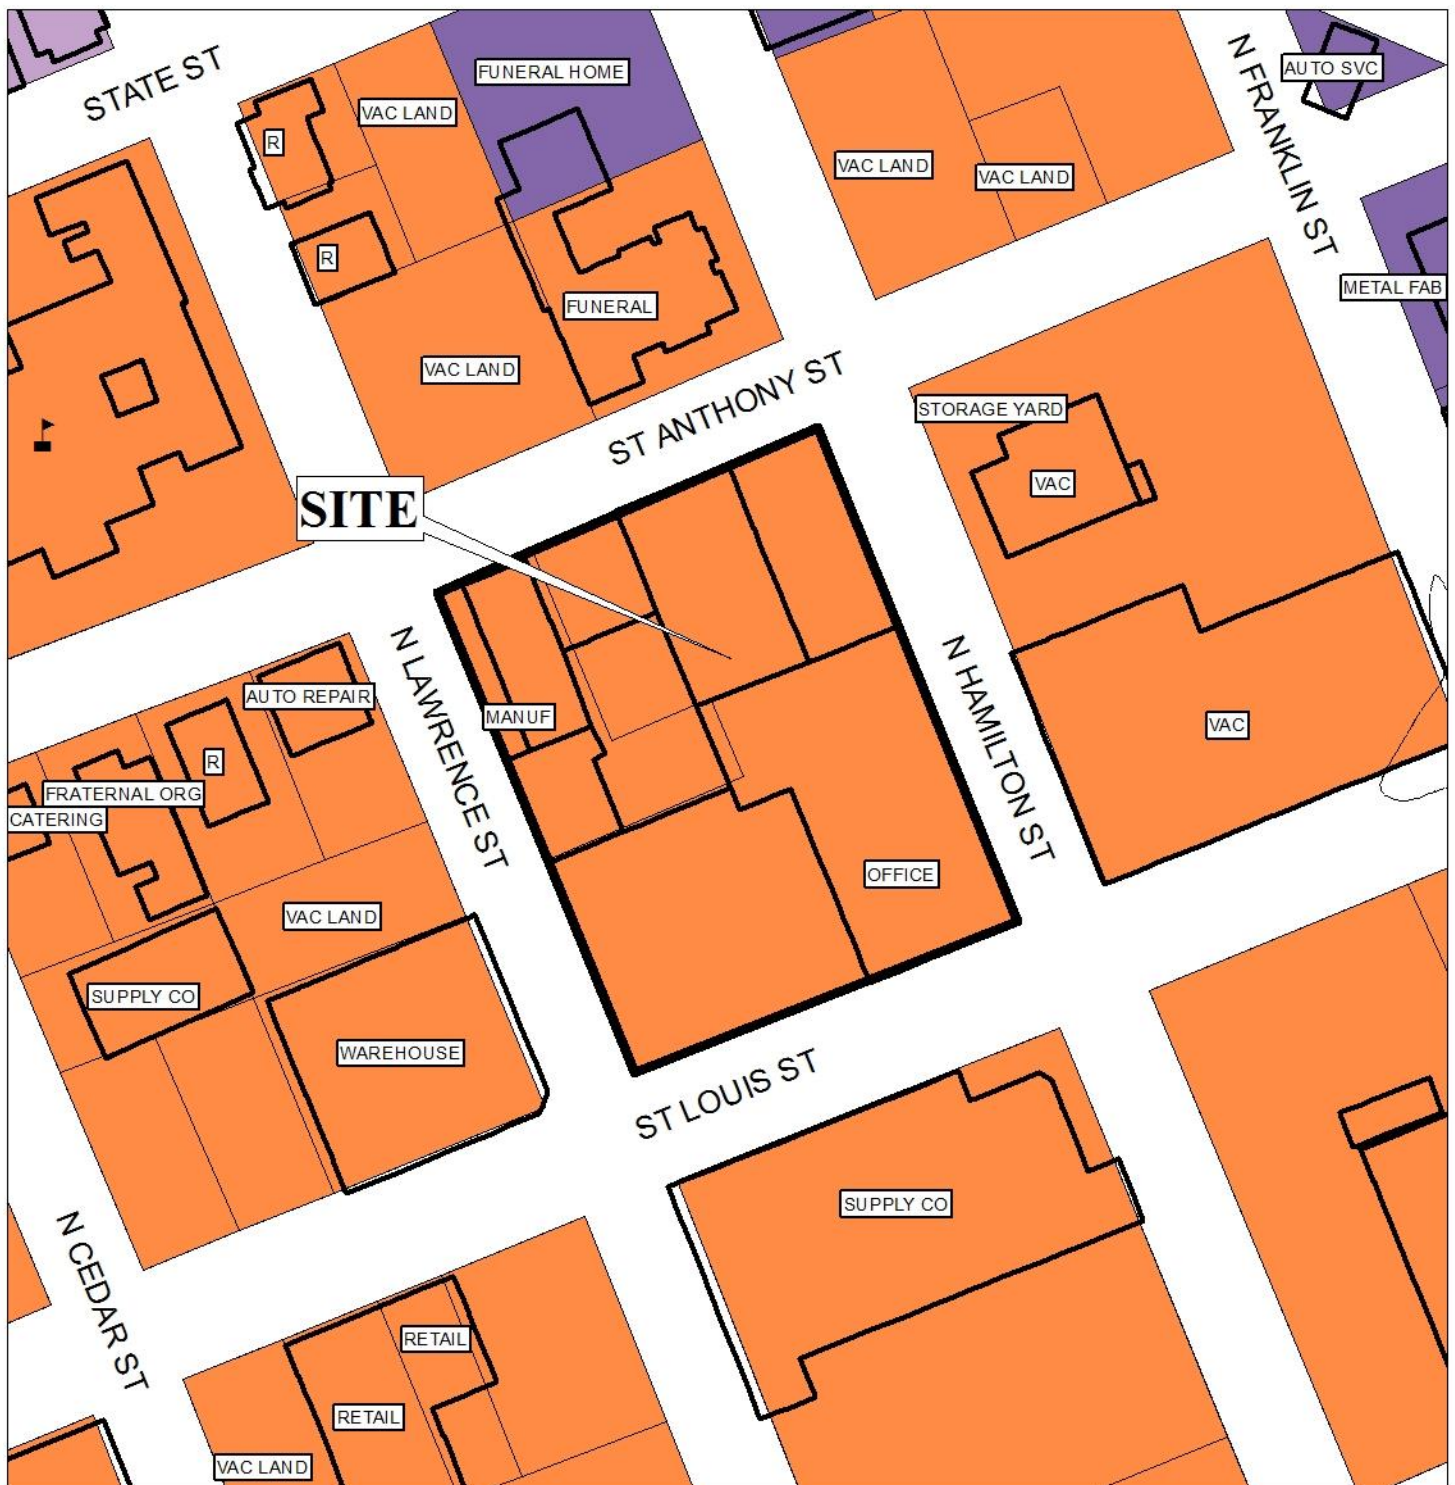 STATE ST
FUNERAL HOME
VAC LAND
R
R
VAC LAND
FUNERAL
VAC LAND
VAC LAND
N FRANKLIN ST
AUTO SVC
METAL FAB
ST ANTHONY ST
STORAGE YARD
VAC
SITE
N LAWRENCE ST
MANUF
N HAMILTON ST
VAC
AUTO REPAIR
R
FRATERNAL ORG
CATERING
VAC LAND
OFFICE
SUPPLY CO
WAREHOUSE
ST LOUIS ST
SUPPLY CO
N CEDAR ST
RETAIL
RETAIL
VAC LAND